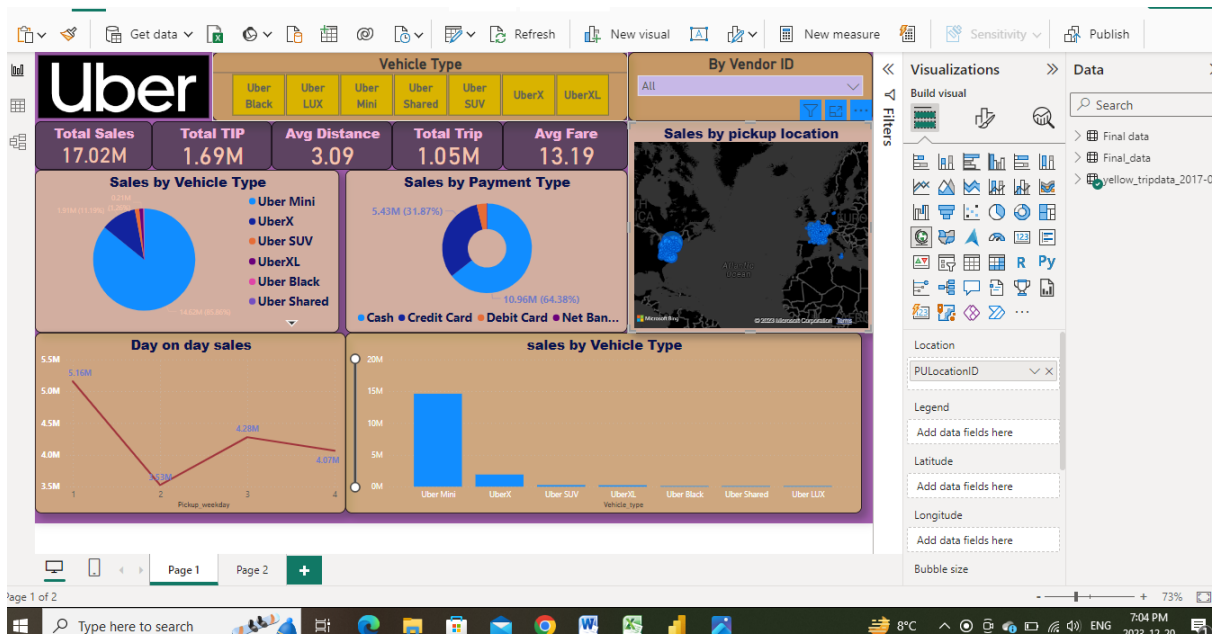 Get data
Refresh
New visual
New measure
Sensitivity
Publish
Uber
Vehicle Type
Uber Black
Uber LUX
Uber Mini
Uber Shared
Uber SUV
UberX
UberXL
By Vendor ID
All
Total Sales
17.02M
Total TIP
1.69M
Avg Distance
3.09
Total Trip
1.05M
Avg Fare
13.19
Sales by Vehicle Type
Uber Mini
UberX
Uber SUV
UberXL
Uber Black
Uber Shared
Sales by Payment Type
5.43M (31.87%)
10.96M (64.38%)
Cash Credit Card Debit Card Net Ban...
Sales by pickup location
Atlantic
Ocean
Microsoft Bing
© 2023 Microsoft Corporation Terms
Day on day sales
5.5M
5.0M
4.5M
4.0M
3.5M
5.16M
3.53M
4.28M
4.07M
1 2 3 4
Pickup_weekday
sales by Vehicle Type
20M
15M
10M
5M
0M
Uber Mini UberX Uber SUV UberXL Uber Black Uber Shared Uber LUX
Vehicle_type
Filters
Visualizations
Build visual
123
R Py
Location
PULocationID
Legend
Add data fields here
Latitude
Add data fields here
Longitude
Add data fields here
Bubble size
Data
Search
Final data
Final_data
yellow_tripdata_2017-0
Page 1
Page 2
Page 1 of 2
73%
Type here to search
8°C
ENG
7:04 PM
2023-12-20